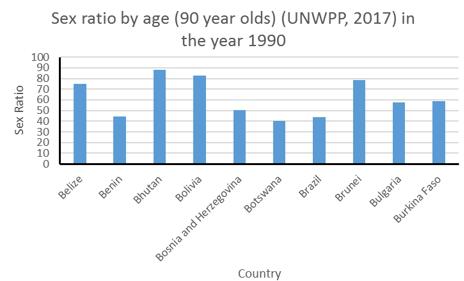 Sex ratio by age (90 year olds) (UNWPP, 2017) in
the year 1990
100
90
80
70
60
50
40
30
20
10
0
Sex Ratio
Belize
Benin
Bhutan
Bolivia
Bosnia and Herzegovina
Botswana
Brazil
Brunei
Bulgaria
Burkina Faso
Country